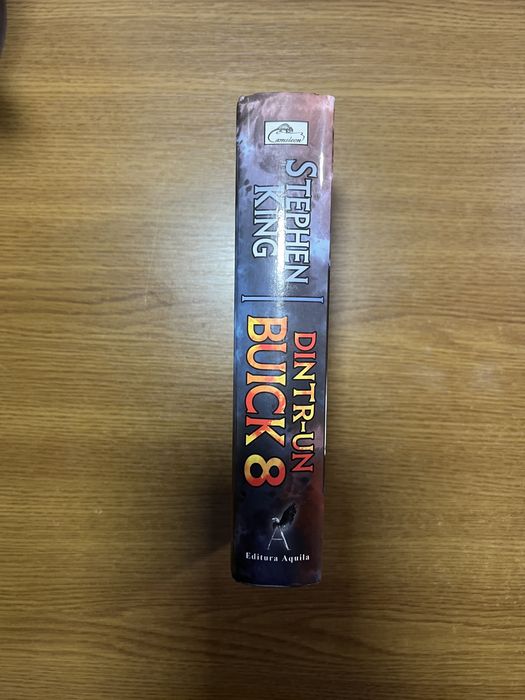 Cameleon
STEPHEN
KING
DINTR-UN
BUICK 8
A
Editura Aquila